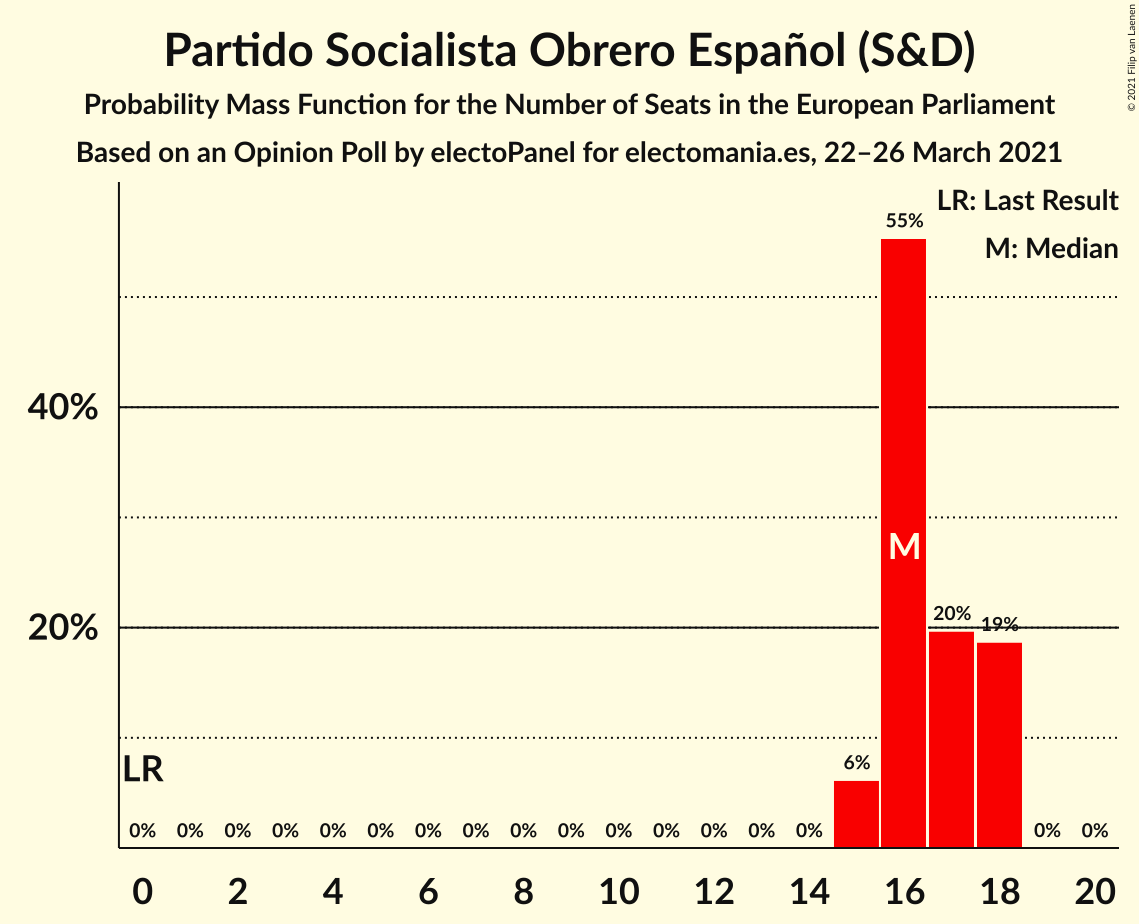 Partido Socialista Obrero Español (S&D)
Probability Mass Function for the Number of Seats in the European Parliament
Based on an Opinion Poll by electoPanel for electomania.es, 22–26 March 2021
© 2021 Filip van Laenen
LR: Last Result
M: Median
55%
40%
M
20%
20% 19%
LR
6%
0% 0% 0% 0% 0% 0% 0% 0% 0% 0% 0% 0% 0% 0% 0% 0% 0%
0 2 4 6 8 10 12 14 16 18 20